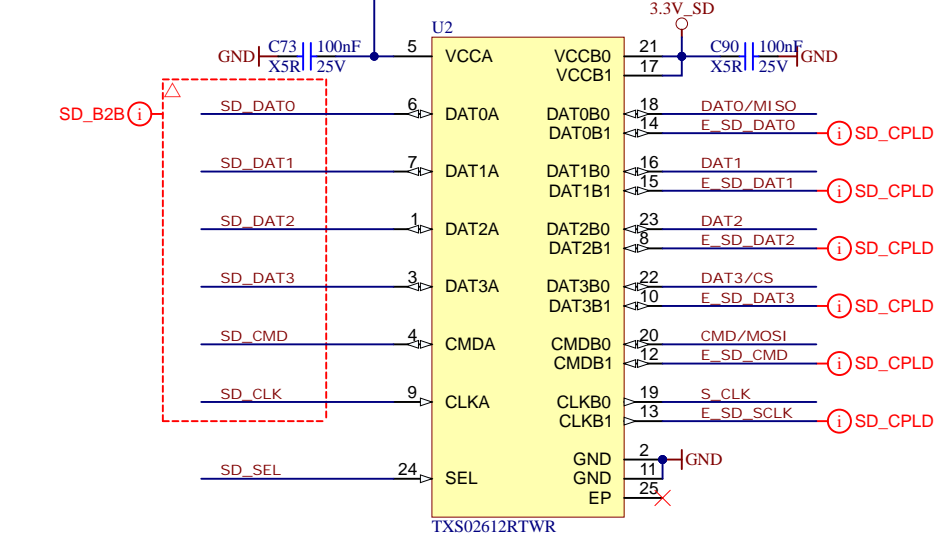 3.3V_SD
U2
GND C73 100nF X5R 25V
5 VCCA VCCB0 21
VCCB1 17
C90 100nF GND X5R 25V
SD_B2B i
SD_DAT0 6 DAT0A DAT0B0 18 DAT0/MISO
DAT0B1 14 E_SD_DAT0 i SD_CPLD
SD_DAT1 7 DAT1A DAT1B0 16 DAT1
DAT1B1 15 E_SD_DAT1 i SD_CPLD
SD_DAT2 1 DAT2A DAT2B0 23 DAT2
DAT2B1 8 E_SD_DAT2 i SD_CPLD
SD_DAT3 3 DAT3A DAT3B0 22 DAT3/CS
DAT3B1 10 E_SD_DAT3 i SD_CPLD
SD_CMD 4 CMDA CMDB0 20 CMD/MOSI
CMDB1 12 E_SD_CMD i SD_CPLD
SD_CLK 9 CLKA CLKB0 19 S_CLK
CLKB1 13 E_SD_SCLK i SD_CPLD
GND 2 GND
SD_SEL 24 SEL GND 11
EP 25
TXS02612RTWR